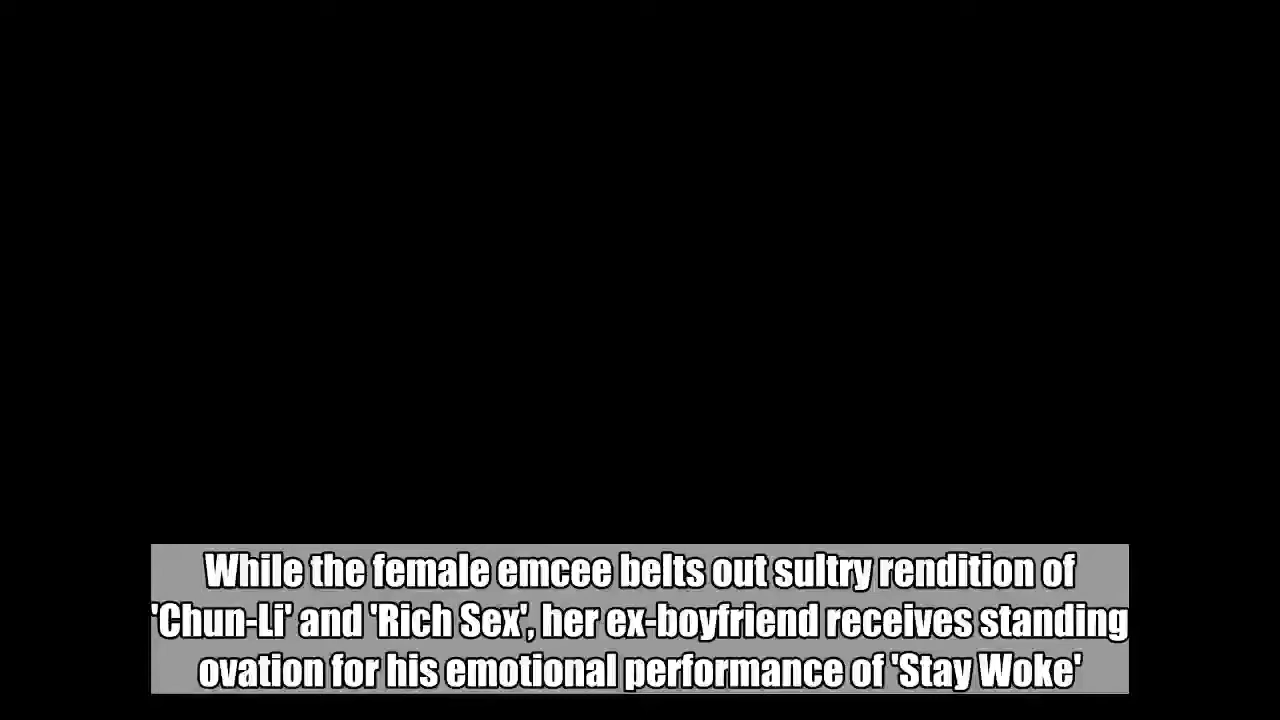 While the female emcee belts out sultry rendition of
'Chun-Li' and 'Rich Sex', her ex-boyfriend receives standing
ovation for his emotional performance of 'Stay Woke'